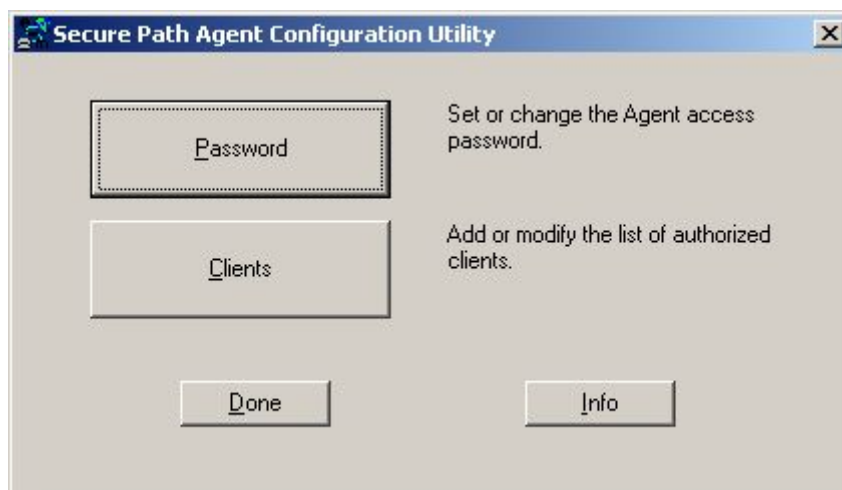 Secure Path Agent Configuration Utility
Password
Set or change the Agent access
password.
Clients
Add or modify the list of authorized
clients.
Done
Info